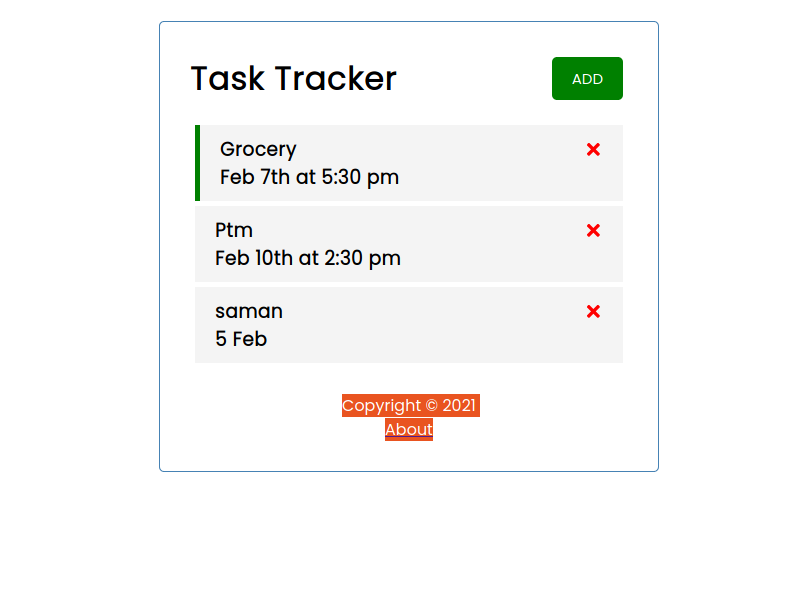 Task Tracker
ADD
Grocery
Feb 7th at 5:30 pm
Ptm
Feb 10th at 2:30 pm
saman
5 Feb
Copyright © 2021
About